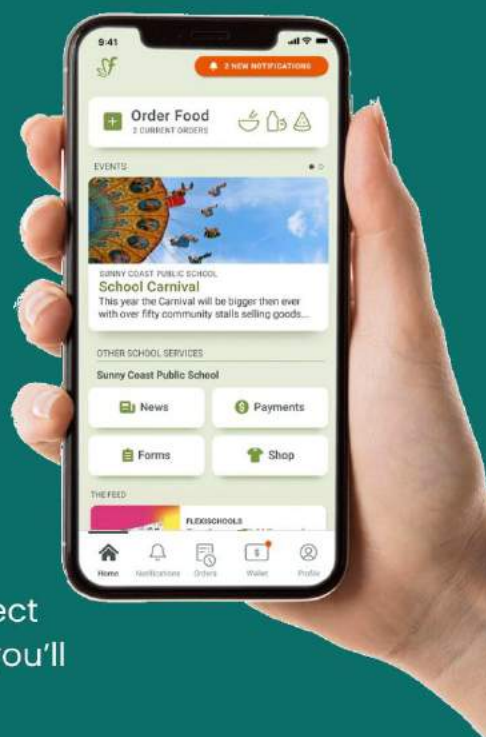 9:41
2 NEW NOTIFICATIONS
Order Food
2 CURRENT ORDERS
EVENTS
SUNNY COAST PUBLIC SCHOOL
School Carnival
This year the Carnival will be bigger then ever
with over fifty community stalls selling goods...
OTHER SCHOOL SERVICES
Sunny Coast Public School
News
Payments
Forms
Shop
THE FEED
FLEXISCHOOLS
Home
Notifications
Orders
Wallet
Profile
ect
you'll